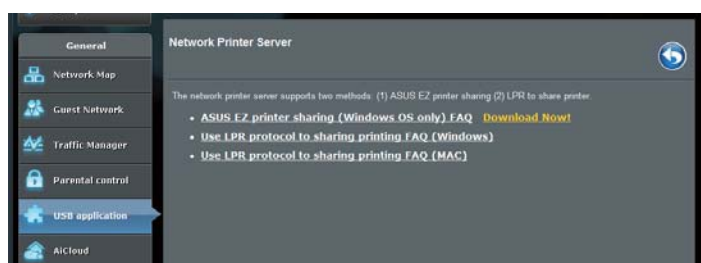 General
Network Map
Guest Network
Traffic Manager
Parental control
USB application
AiCloud
Network Printer Server
The network printer server supports two methods: (1) ASUS EZ printer sharing (2) LPR to share printer.
ASUS EZ printer sharing (Windows OS only) FAQ Download Now!
Use LPR protocol to sharing printing FAQ (Windows)
Use LPR protocol to sharing printing FAQ (MAC)